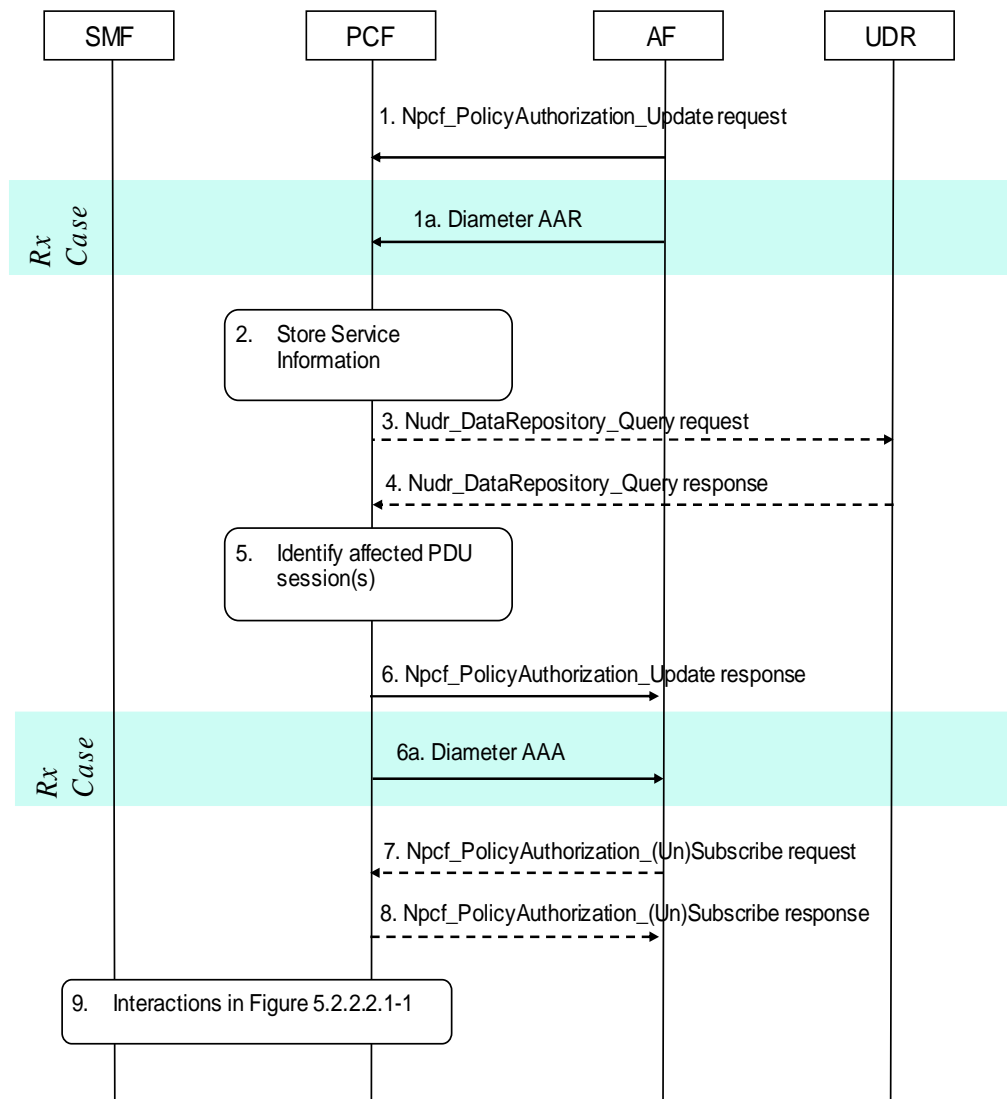 SMF
PCF
AF
UDR
1. Npcf_PolicyAuthorization_Update request
Rx
Case
1a. Diameter AAR
2. Store Service
Information
3. Nudr_DataRepository_Query request
4. Nudr_DataRepository_Query response
5. Identify affected PDU
session(s)
6. Npcf_PolicyAuthorization_Update response
Rx
Case
6a. Diameter AAA
7. Npcf_PolicyAuthorization_(Un)Subscribe request
8. Npcf_PolicyAuthorization_(Un)Subscribe response
9. Interactions in Figure 5.2.2.2.1-1